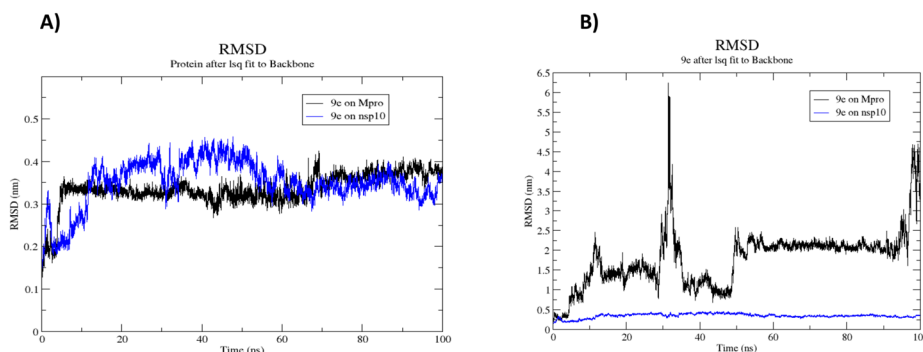 A)
RMSD
Protein after lsq fit to Backbone
9e on Mpro
9e on nsp10
0.5
0.4
0.3
0.2
0.1
0
RMSD (nm)
0
20
40
60
80
100
Time (ns)
B)
RMSD
9e after lsq fit to Backbone
9e on Mpro
9e on nsp10
6.5
6
5.5
5
4.5
4
3.5
3
2.5
2
1.5
1
0.5
0
RMSD (nm)
0
20
40
60
80
Time (ns)